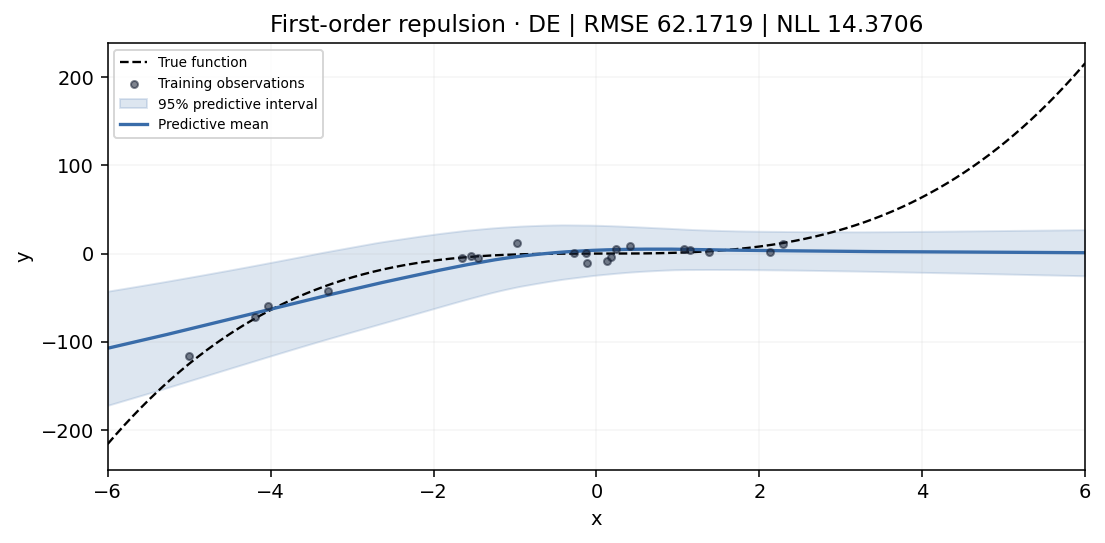 First-order repulsion · DE | RMSE 62.1719 | NLL 14.3706
True function
Training observations
95% predictive interval
Predictive mean
200
100
0
−100
−200
y
−6
−4
−2
0
2
4
6
x